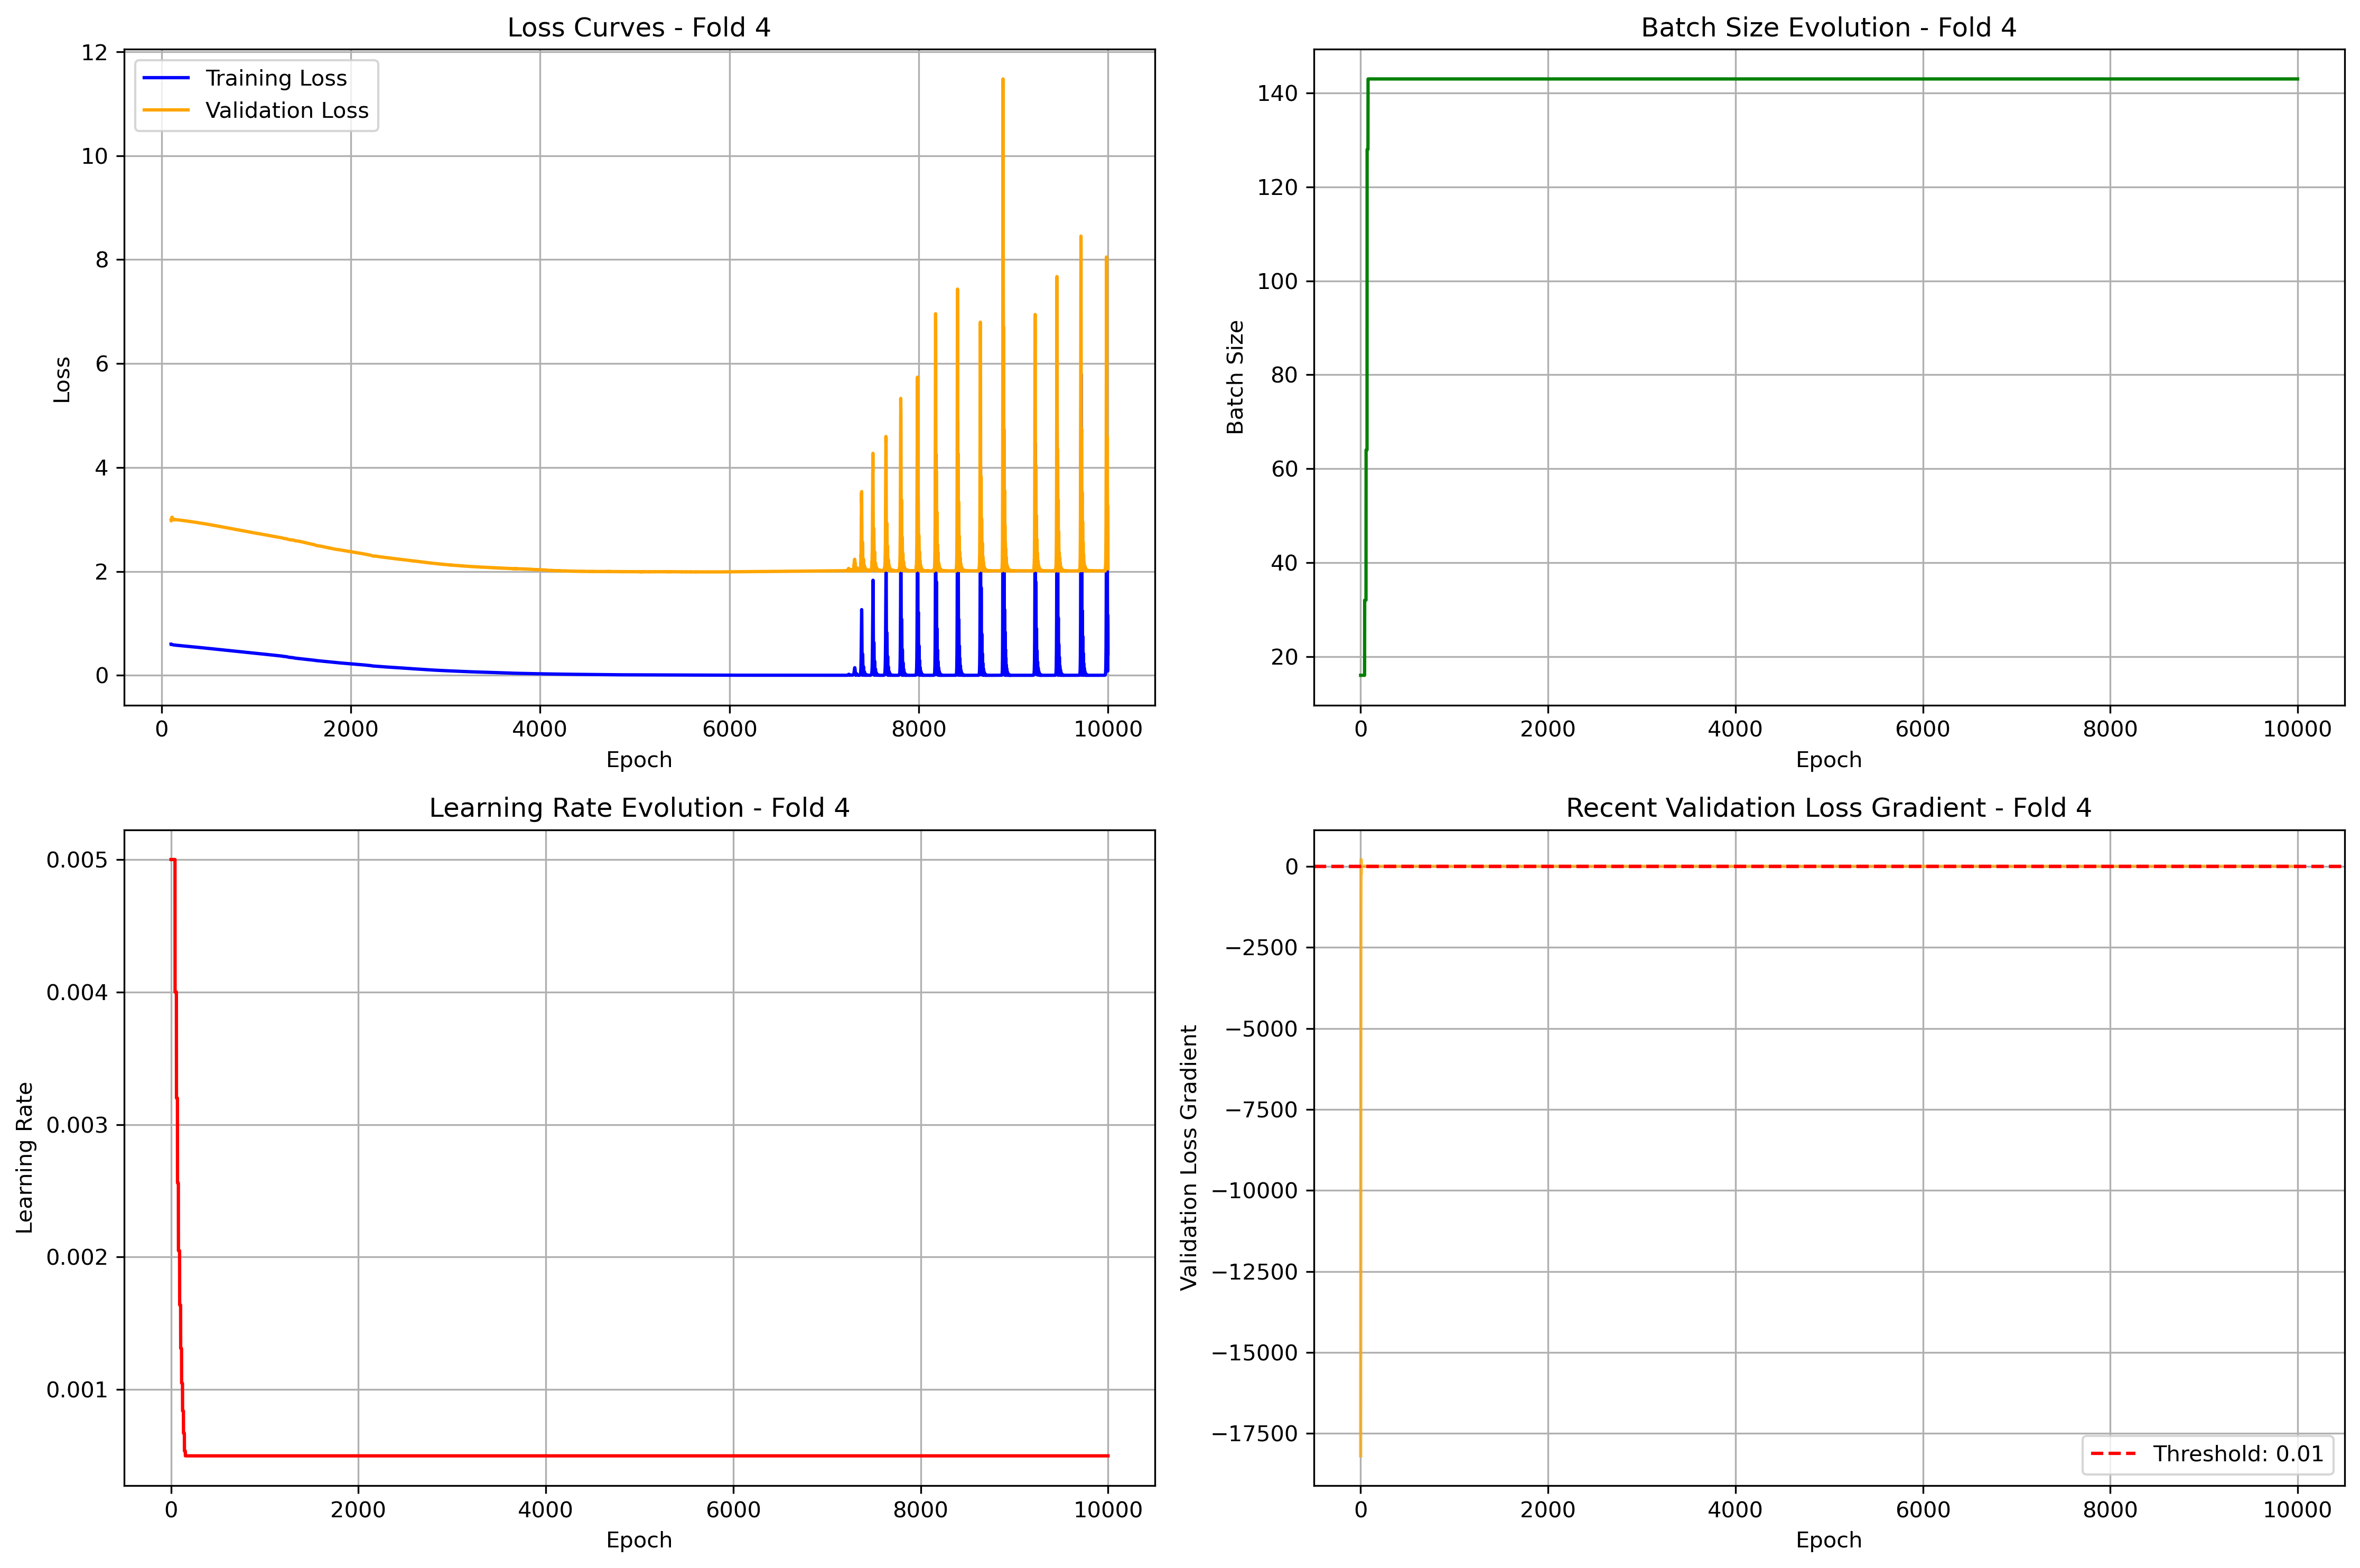 Loss Curves - Fold 4
12
10
8
6
4
2
0
Loss
Training Loss
Validation Loss
0 2000 4000 6000 8000 10000
Epoch
Batch Size Evolution - Fold 4
140
120
100
80
60
40
20
Batch Size
0 2000 4000 6000 8000 10000
Epoch
Learning Rate Evolution - Fold 4
0.005
0.004
0.003
0.002
0.001
Learning Rate
0 2000 4000 6000 8000 10000
Epoch
Recent Validation Loss Gradient - Fold 4
0
−2500
−5000
−7500
−10000
−12500
−15000
−17500
Validation Loss Gradient
Threshold: 0.01
0 2000 4000 6000 8000 10000
Epoch